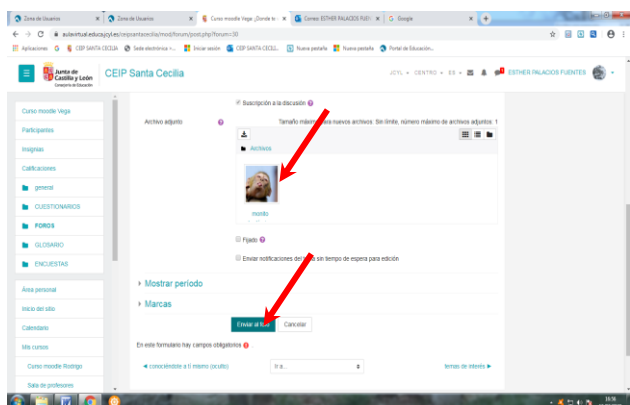 Zona de Usuarios
Zona de Usuarios
Curso moodle Vega: ¿Donde te
Correo: ESTHER PALACIOS FUEN
Google
aulavirtual.educa.jcyl.es/ceipsantacecilia/mod/forum/post.php?forum=30
Aplicaciones
CEIP SANTA CECILIA
Sede electrónica
Iniciar sesión
CEIP SANTA CECIL
Nueva pestaña
Nueva pestaña
Portal de Educación
Junta de
Castilla y León
Consejería de Educación
CEIP Santa Cecilia
JCYL
CENTRO
ES
ESTHER PALACIOS FUENTES
Curso moodle Vega
Participantes
Insignias
Calificaciones
general
CUESTIONARIOS
FOROS
GLOSARIO
ENCUESTAS
Área personal
Inicio del sitio
Calendario
Mis cursos
Curso moodle Rodrigo
Sala de profesores
Suscripción a la discusión
Archivo adjunto
Tamaño máximo para nuevos archivos: Sin límite, número máximo de archivos adjuntos: 1
Archivos
Fijado
Enviar notificaciones del sin tiempo de espera para edición
Mostrar período
Marcas
Enviar al foro
Cancelar
En este formulario hay campos obligatorios
◄ conociéndote a ti mismo (oculto)
Ir a...
temas de interés ►